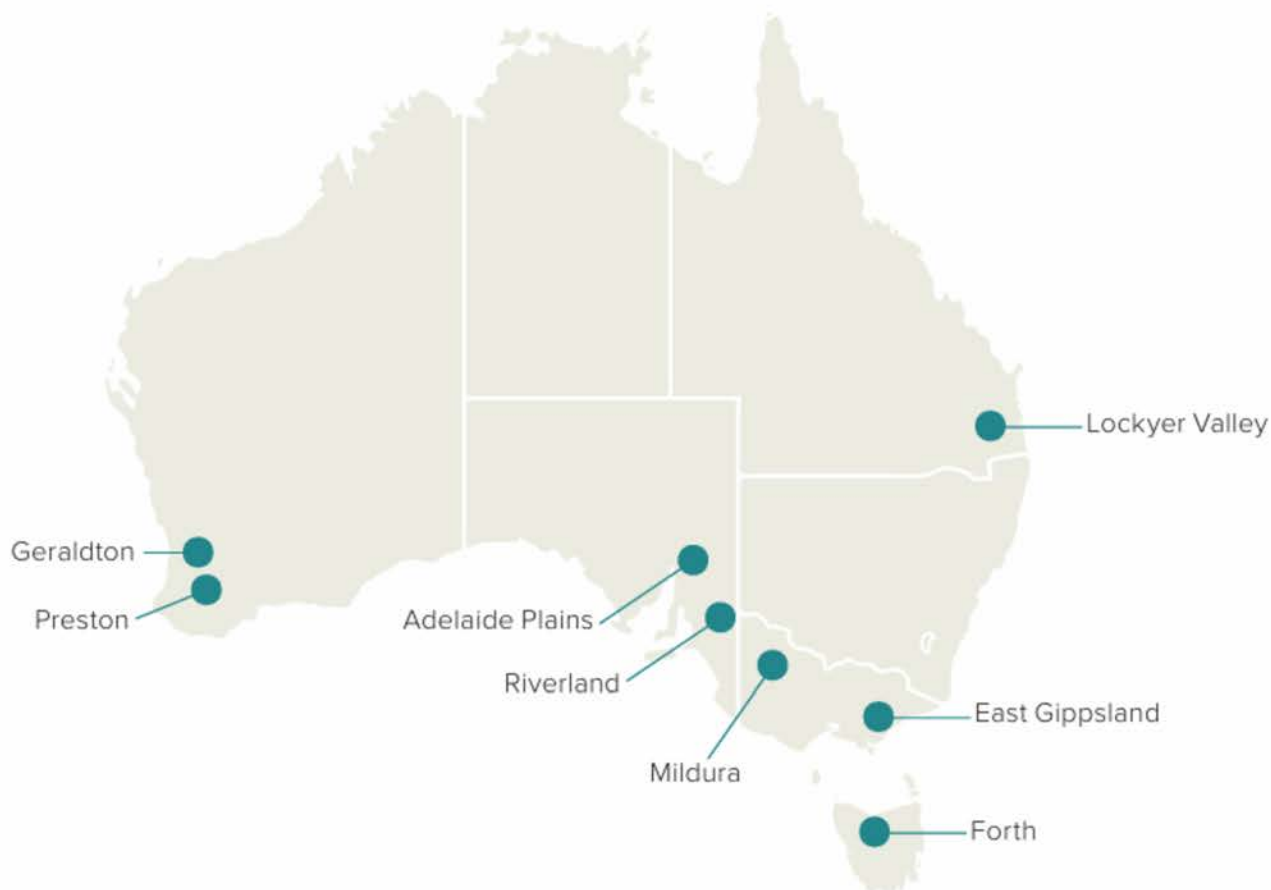 Lockyer Valley
Geraldton
Preston
Adelaide Plains
Riverland
East Gippsland
Mildura
Forth